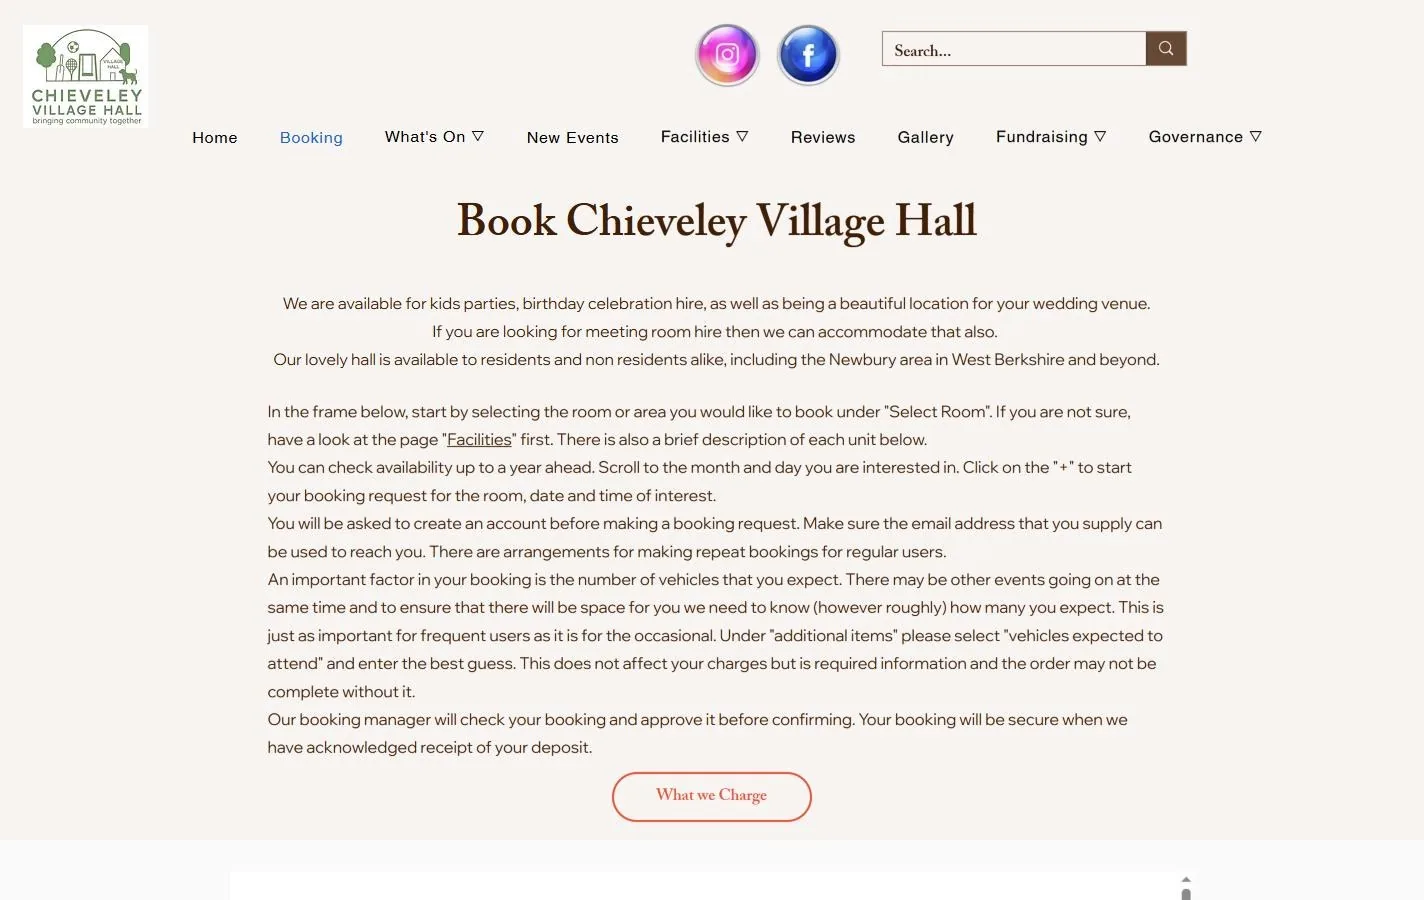 VILLAGE
HALL
CHIEVELEY
VILLAGE HALL
bringing community together
Search...
Home
Booking
What's On ▽
New Events
Facilities ▽
Reviews
Gallery
Fundraising ▽
Governance ▽
Book Chieveley Village Hall
We are available for kids parties, birthday celebration hire, as well as being a beautiful location for your wedding venue.
If you are looking for meeting room hire then we can accommodate that also.
Our lovely hall is available to residents and non residents alike, including the Newbury area in West Berkshire and beyond.
In the frame below, start by selecting the room or area you would like to book under "Select Room". If you are not sure,
have a look at the page "Facilities" first. There is also a brief description of each unit below.
You can check availability up to a year ahead. Scroll to the month and day you are interested in. Click on the "+" to start
your booking request for the room, date and time of interest.
You will be asked to create an account before making a booking request. Make sure the email address that you supply can
be used to reach you. There are arrangements for making repeat bookings for regular users.
An important factor in your booking is the number of vehicles that you expect. There may be other events going on at the
same time and to ensure that there will be space for you we need to know (however roughly) how many you expect. This is
just as important for frequent users as it is for the occasional. Under "additional items" please select "vehicles expected to
attend" and enter the best guess. This does not affect your charges but is required information and the order may not be
complete without it.
Our booking manager will check your booking and approve it before confirming. Your booking will be secure when we
have acknowledged receipt of your deposit.
What we Charge